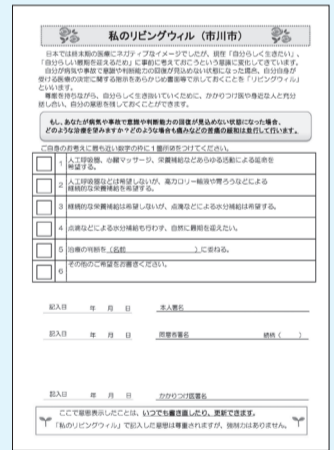 私のリビングウィル(市川市)
日本では終末期の医療にネガティブなイメージでしたが、現在「自分らしく生きたい」、
「自分らしい最期を迎えるため」に事前に考えておこうという意識に変化してきています。
自分が病気や事故で意識や判断能力の回復が見込めない状態になった場合、自分自身が
受ける医療の決定に関する指示をあらかじめ書面等で示しておくことを「リビングウィル」
といいます。
尊厳を持ちながら、自分らしく生き抜いていくために、かかりつけ医や身近な人と充分
話し合い、自分の意思を残しておくことができます。
もし、あなたが病気や事故で意識や判断能力の回復が見込めない状態になった場合、
どのような治療を望みますか?どのような場合も痛みなどの苦痛の緩和は並行して行います。
ご自身のお考えに最も近い数字の枠に1箇所✓をつけてください。
1 人工呼吸器、心臓マッサージ、栄養補給などあらゆる活動による延命を
希望する。
2 人工呼吸器などは希望しないが、高カロリー輸液や胃ろうなどによる
継続的な栄養補給を希望する。
3 継続的な栄養補給は希望しないが、点滴などによる水分補給は希望する。
4 点滴などによる水分補給も行わず、自然に最期を迎えたい。
5 治療の判断を(名前 )に委ねる。
6 その他のご希望をお書きください。
記入日 年 月 日 本人署名
記入日 年 月 日 同意者署名 続柄( )
記入日 年 月 日 かかりつけ医署名
ここで意思表示したことは、いつでも書き直したり、更新できます。
「私のリビングウィル」で記入した意思は尊重されますが、強制力はありません。